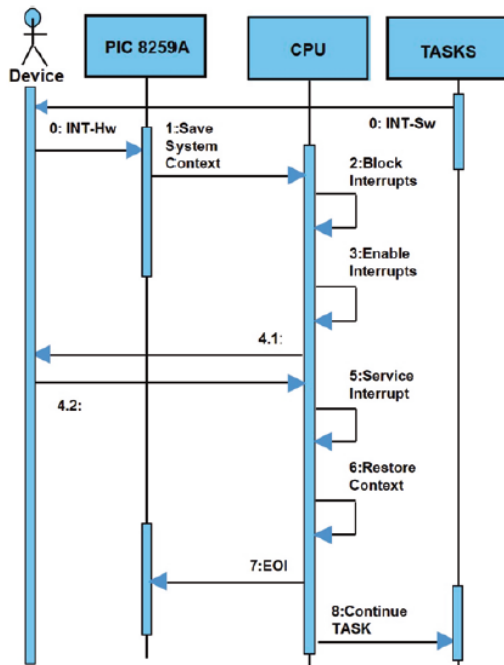 Device
PIC 8259A
CPU
TASKS
0: INT-Hw
0: INT-Sw
1:Save
System
Context
2:Block
Interrupts
3:Enable
Interrupts
4.1:
4.2:
5:Service
Interrupt
6:Restore
Context
7:EOI
8:Continue
TASK